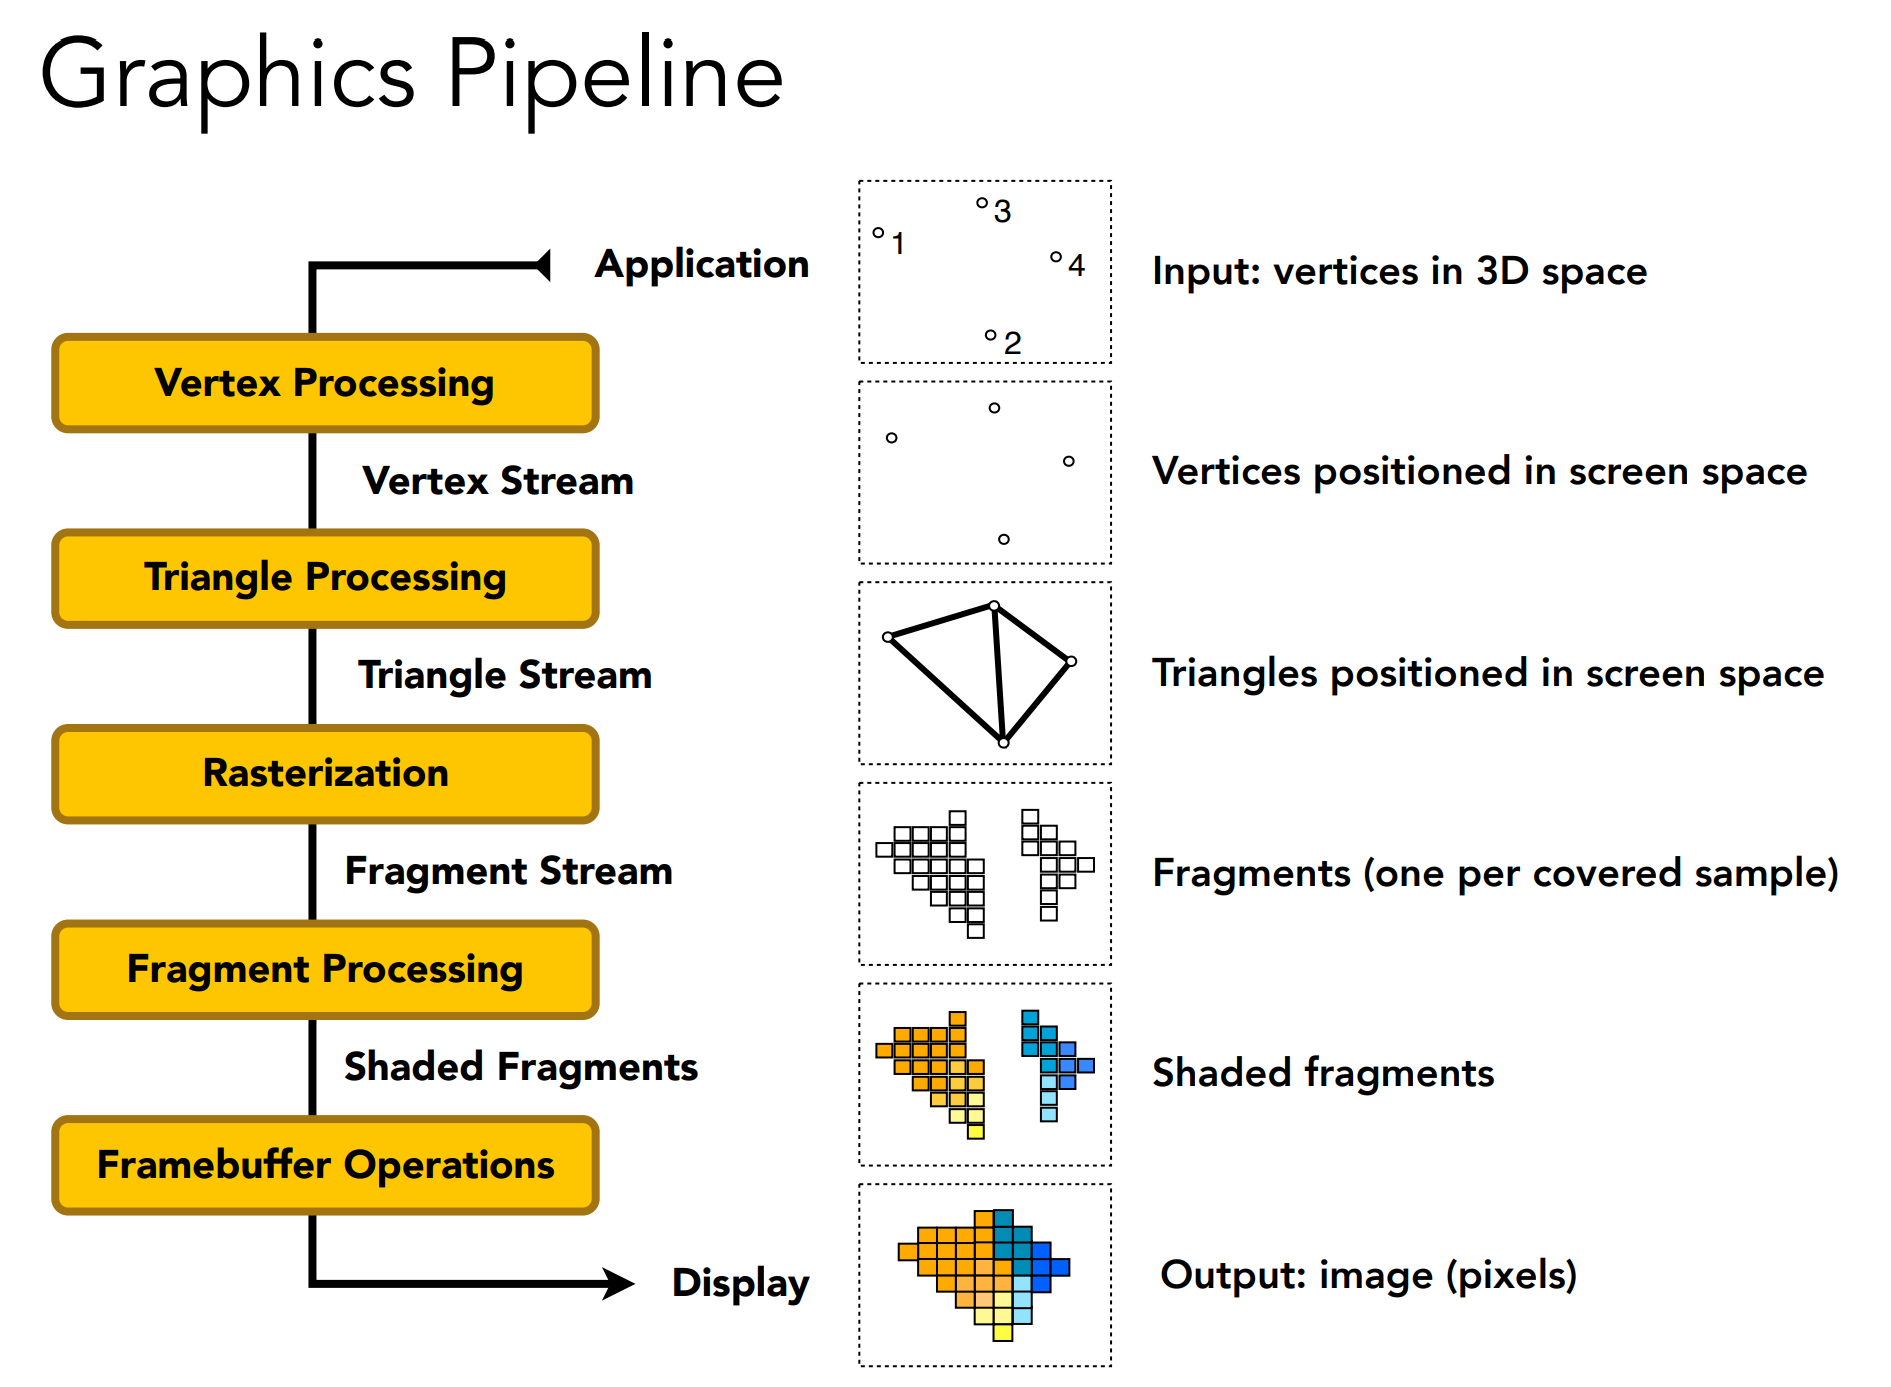 Graphics Pipeline
Application
3
1
4
2
Input: vertices in 3D space
Vertex Processing
Vertex Stream
Vertices positioned in screen space
Triangle Processing
Triangle Stream
Triangles positioned in screen space
Rasterization
Fragment Stream
Fragments (one per covered sample)
Fragment Processing
Shaded Fragments
Shaded fragments
Framebuffer Operations
Display
Output: image (pixels)